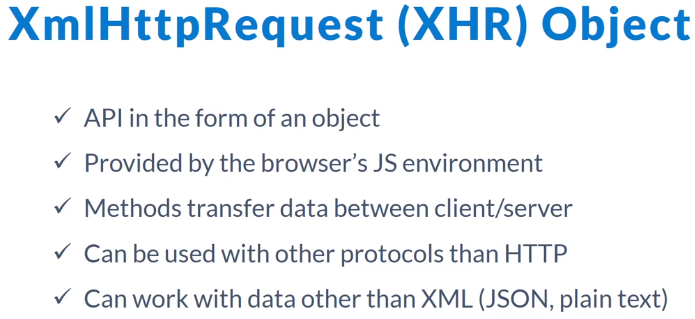 XmlHttpRequest (XHR) Object
✓ API in the form of an object
✓ Provided by the browser's JS environment
✓ Methods transfer data between client/server
✓ Can be used with other protocols than HTTP
✓ Can work with data other than XML (JSON, plain text)